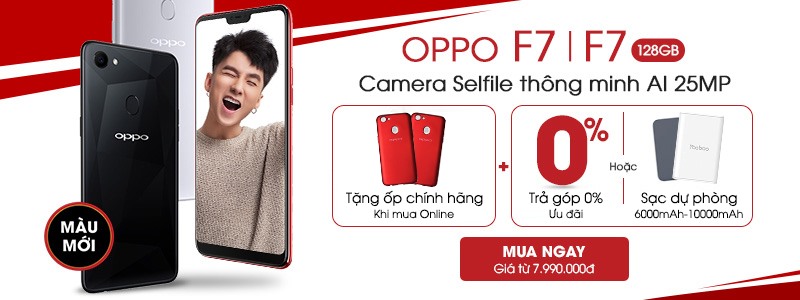 oppo
oppo
MÀU
MỚI
OPPO F7 | F7 128GB
Camera Selfile thông minh AI 25MP
Tặng ốp chính hãng
Khi mua Online
+
0%
Trả góp 0%
Ưu đãi
Hoặc
Sạc dự phòng
6000mAh-10000mAh
MUA NGAY
Giá từ 7.990.000đ